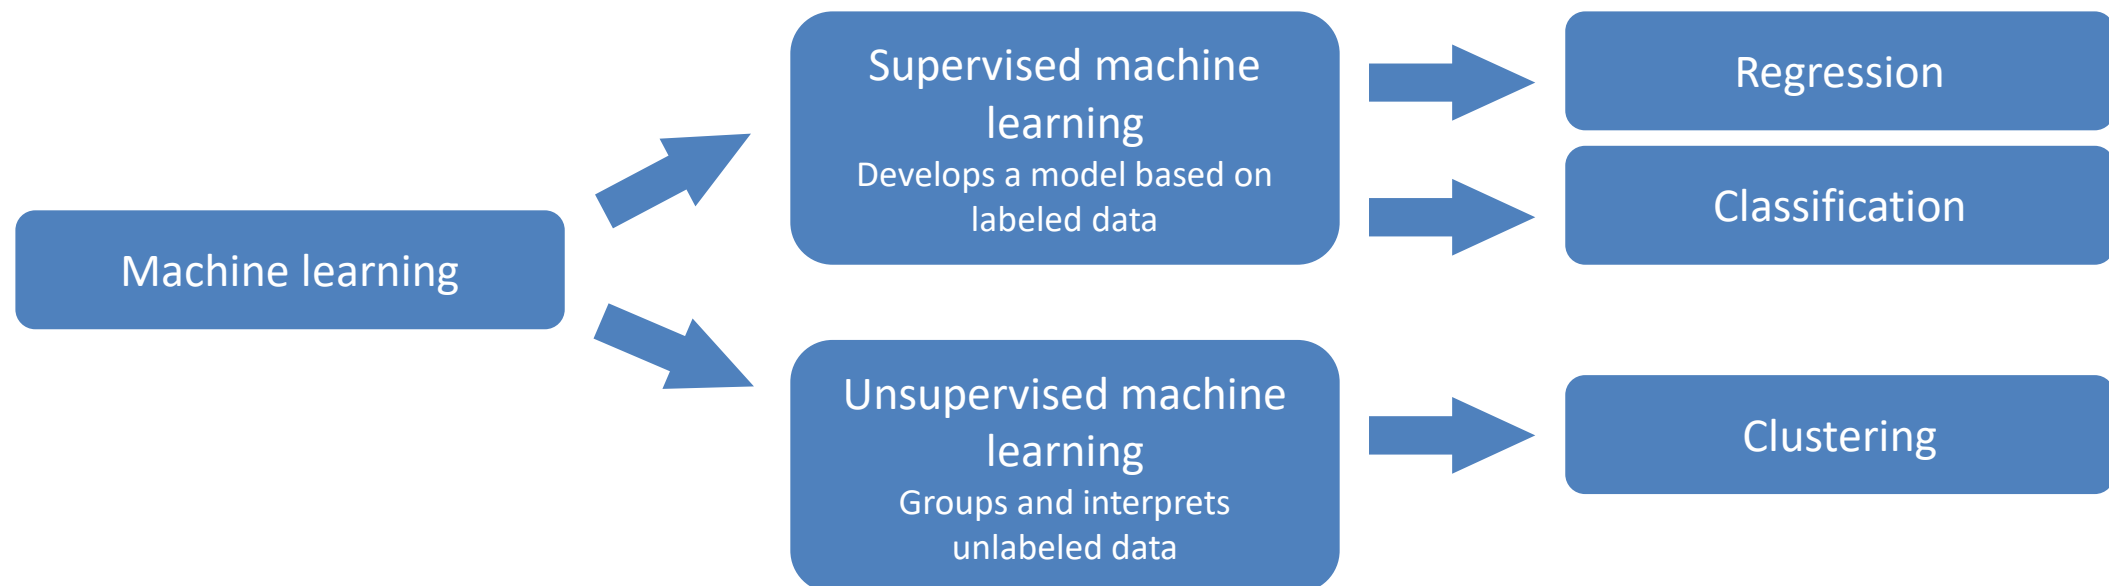 Machine learning
Supervised machine
learning
Develops a model based on
labeled data
Regression
Classification
Unsupervised machine
learning
Groups and interprets
unlabeled data
Clustering